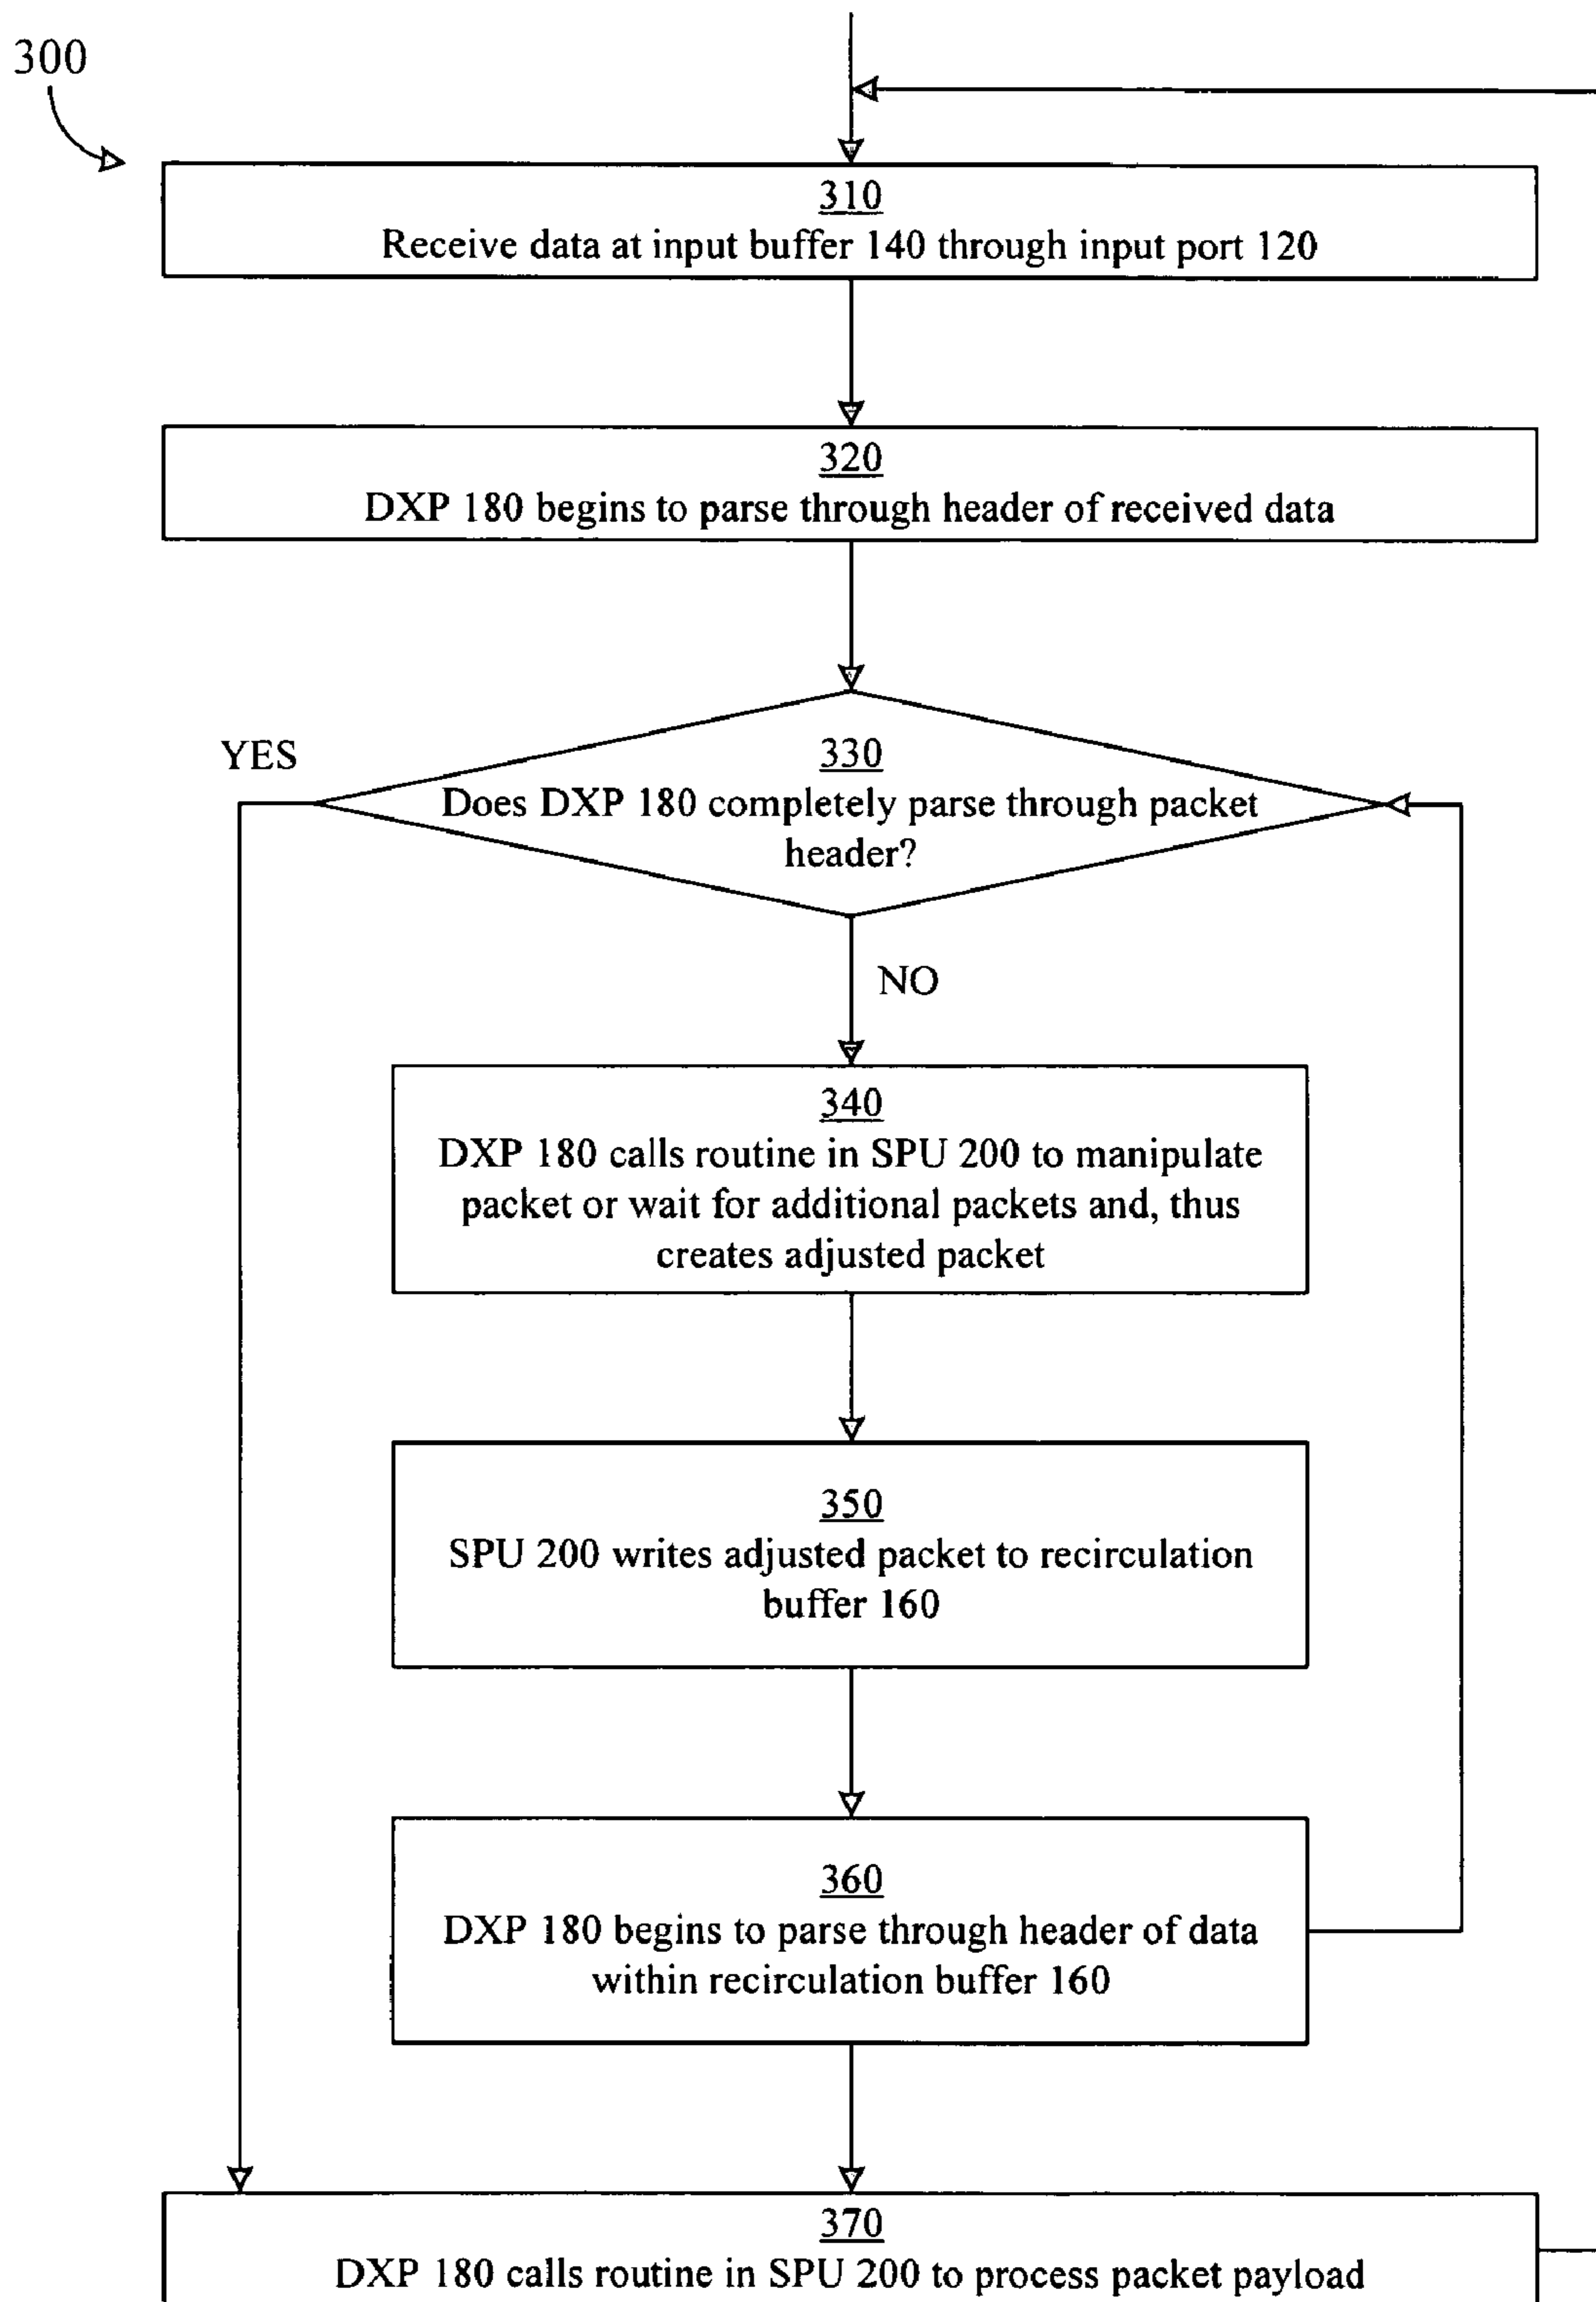 300
310
Receive data at input buffer 140 through input port 120
320
DXP 180 begins to parse through header of received data
YES
330
Does DXP 180 completely parse through packet
header?
NO
340
DXP 180 calls routine in SPU 200 to manipulate
packet or wait for additional packets and, thus
creates adjusted packet
350
SPU 200 writes adjusted packet to recirculation
buffer 160
360
DXP 180 begins to parse through header of data
within recirculation buffer 160
370
DXP 180 calls routine in SPU 200 to process packet payload